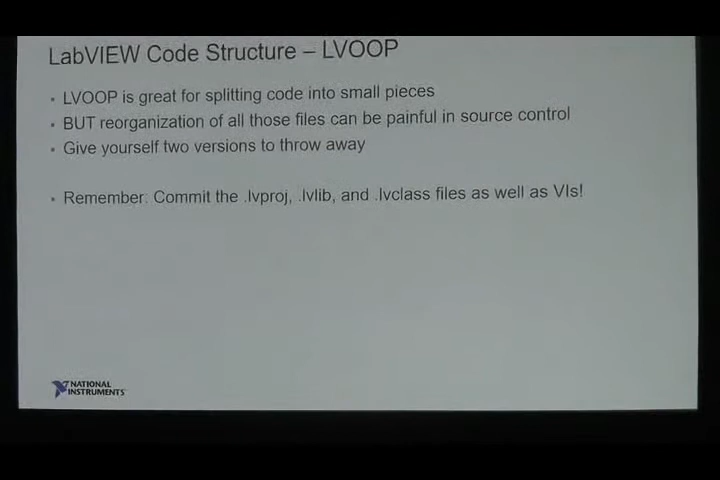 LabVIEW Code Structure – LVOOP
• LVOOP is great for splitting code into small pieces
• BUT reorganization of all those files can be painful in source control
• Give yourself two versions to throw away
• Remember: Commit the .lvproj, .lvlib, and .lvclass files as well as VIs!
NATIONAL
INSTRUMENTS